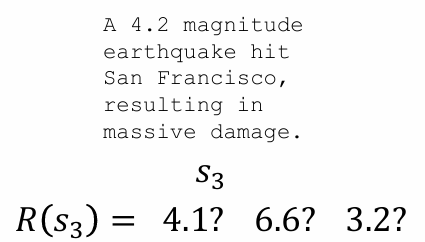 A 4.2 magnitude
earthquake hit
San Francisco,
resulting in
massive damage.
s₃
R(s₃) = 4.1? 6.6? 3.2?